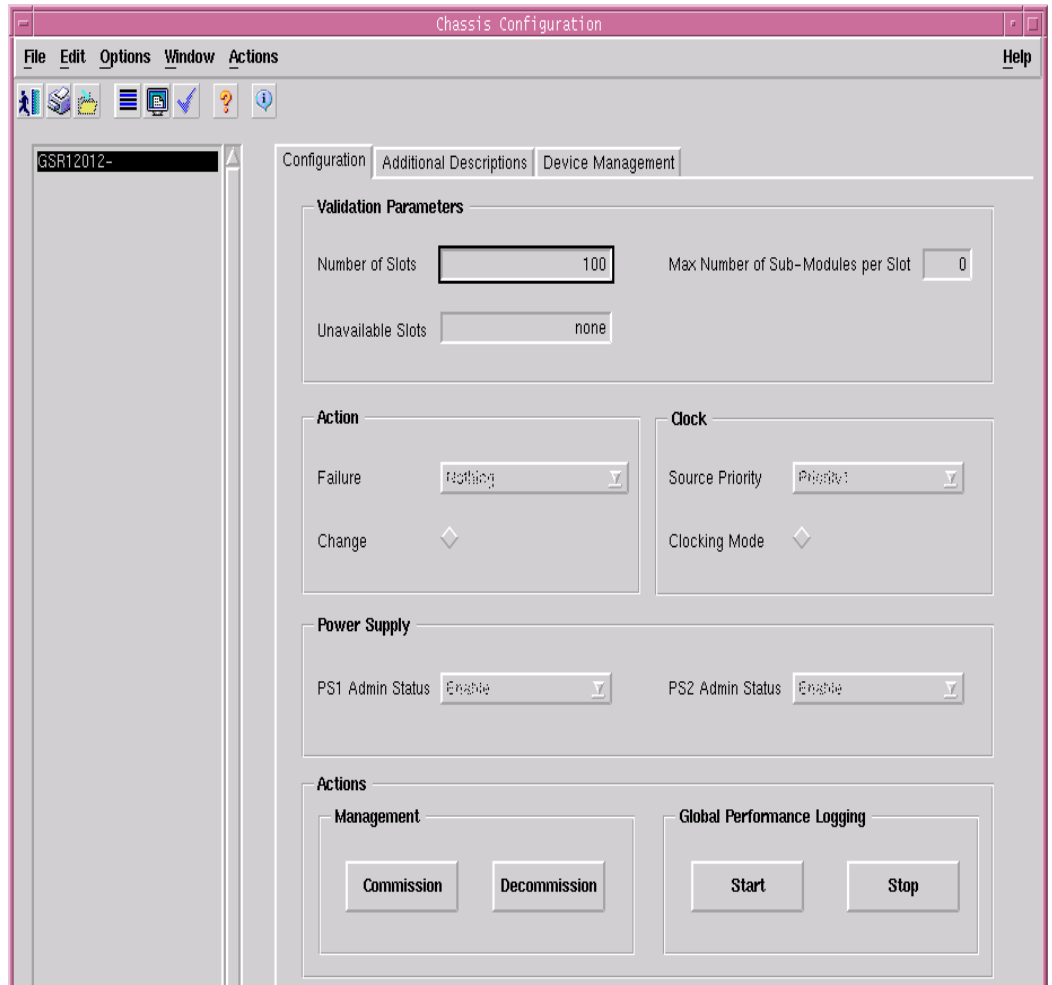 Chassis Configuration
File Edit Options Window Actions Help
GSR12012-
Configuration Additional Descriptions Device Management
Validation Parameters
Number of Slots 100 Max Number of Sub-Modules per Slot 0
Unavailable Slots none
Action Clock
Failure Nothing Source Priority Priority1
Change Clocking Mode
Power Supply
PS1 Admin Status Enable PS2 Admin Status Enable
Actions
Management Global Performance Logging
Commission Decommission Start Stop